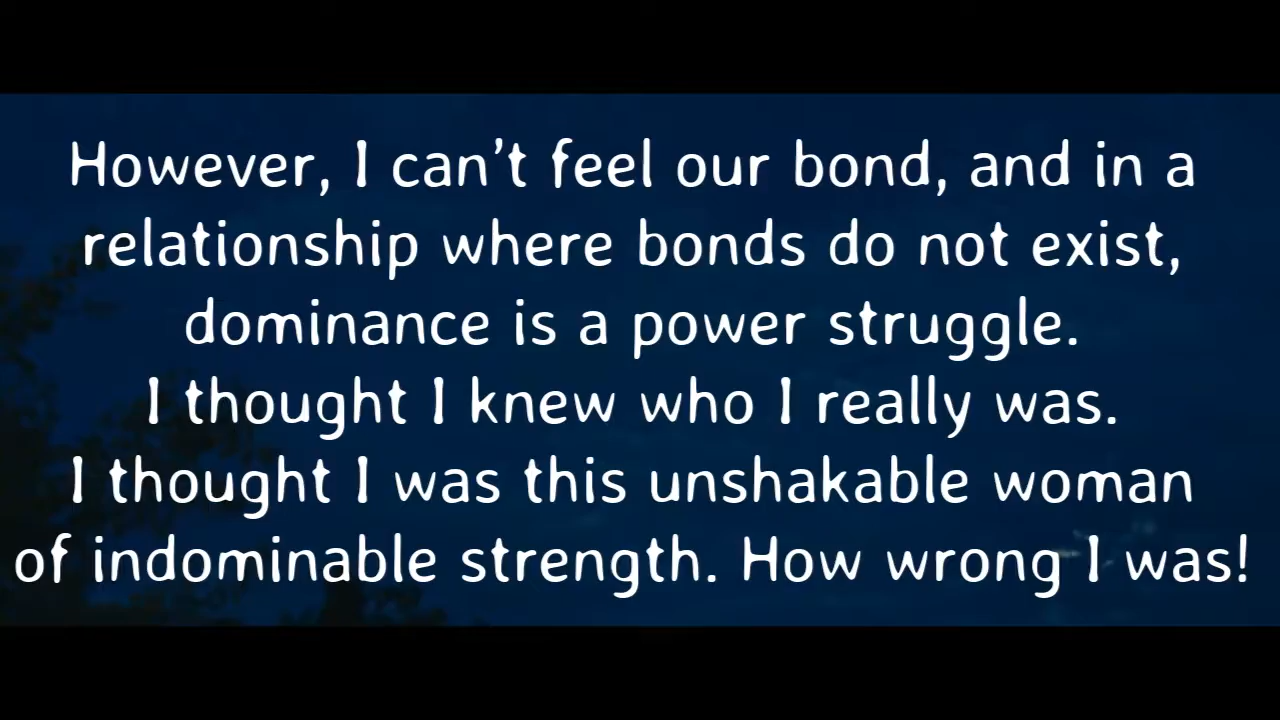 However, I can’t feel our bond, and in a
relationship where bonds do not exist,
dominance is a power struggle.
I thought I knew who I really was.
I thought I was this unshakable woman
of indominable strength. How wrong I was!